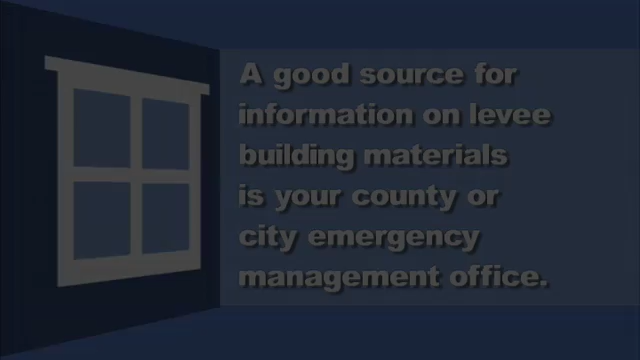 A good source for
information on levee
building materials
is your county or
city emergency
management office.